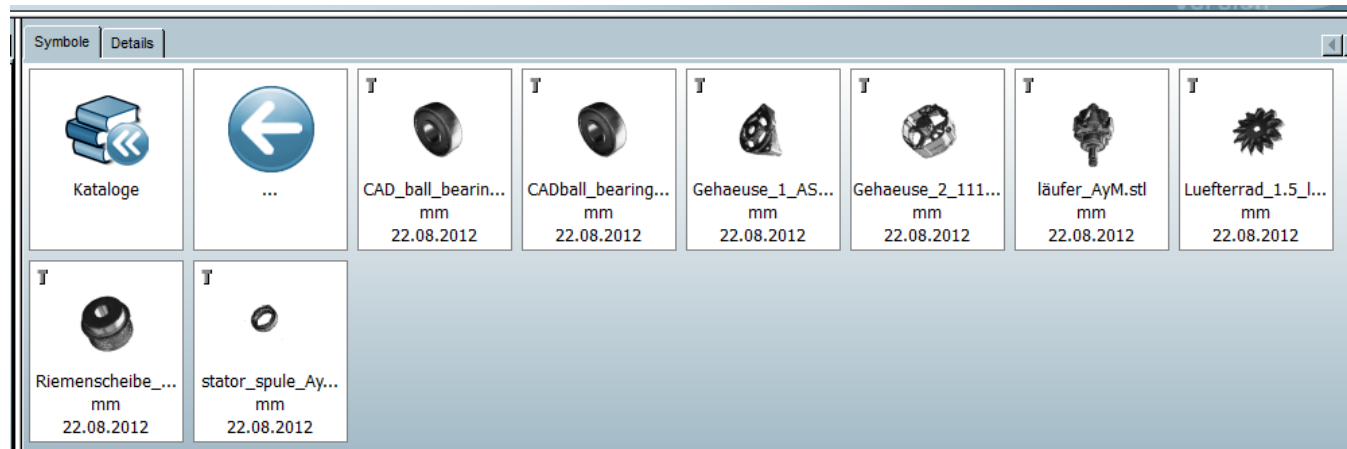 Symbole
Details
Kataloge
...
CAD_ball_bearin...
mm
22.08.2012
CADball_bearing...
mm
22.08.2012
Gehaeuse_1_AS...
mm
22.08.2012
Gehaeuse_2_111...
mm
22.08.2012
läufer_AyM.stl
mm
22.08.2012
Luefterrad_1.5_l...
mm
22.08.2012
Riemenscheibe_...
mm
22.08.2012
stator_spule_Ay...
mm
22.08.2012